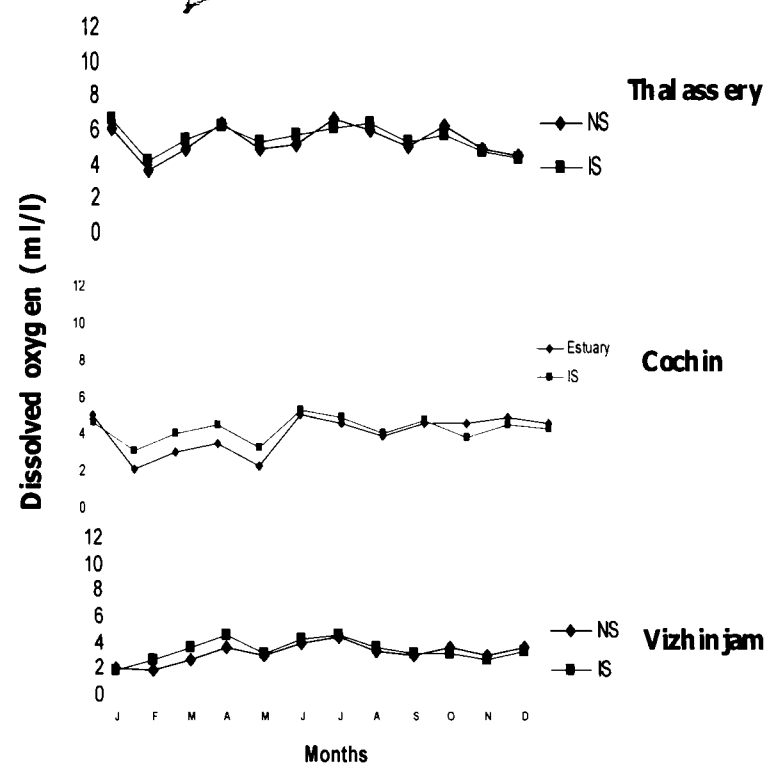 Dissolved oxygen (ml/l)
12
10
8
6
4
2
0
Thalassery
NS
IS
12
10
8
6
4
2
0
Estuary
IS
Cochin
12
10
8
6
4
2
0
NS
IS
Vizhinjam
J F M A M J J A S O N D
Months